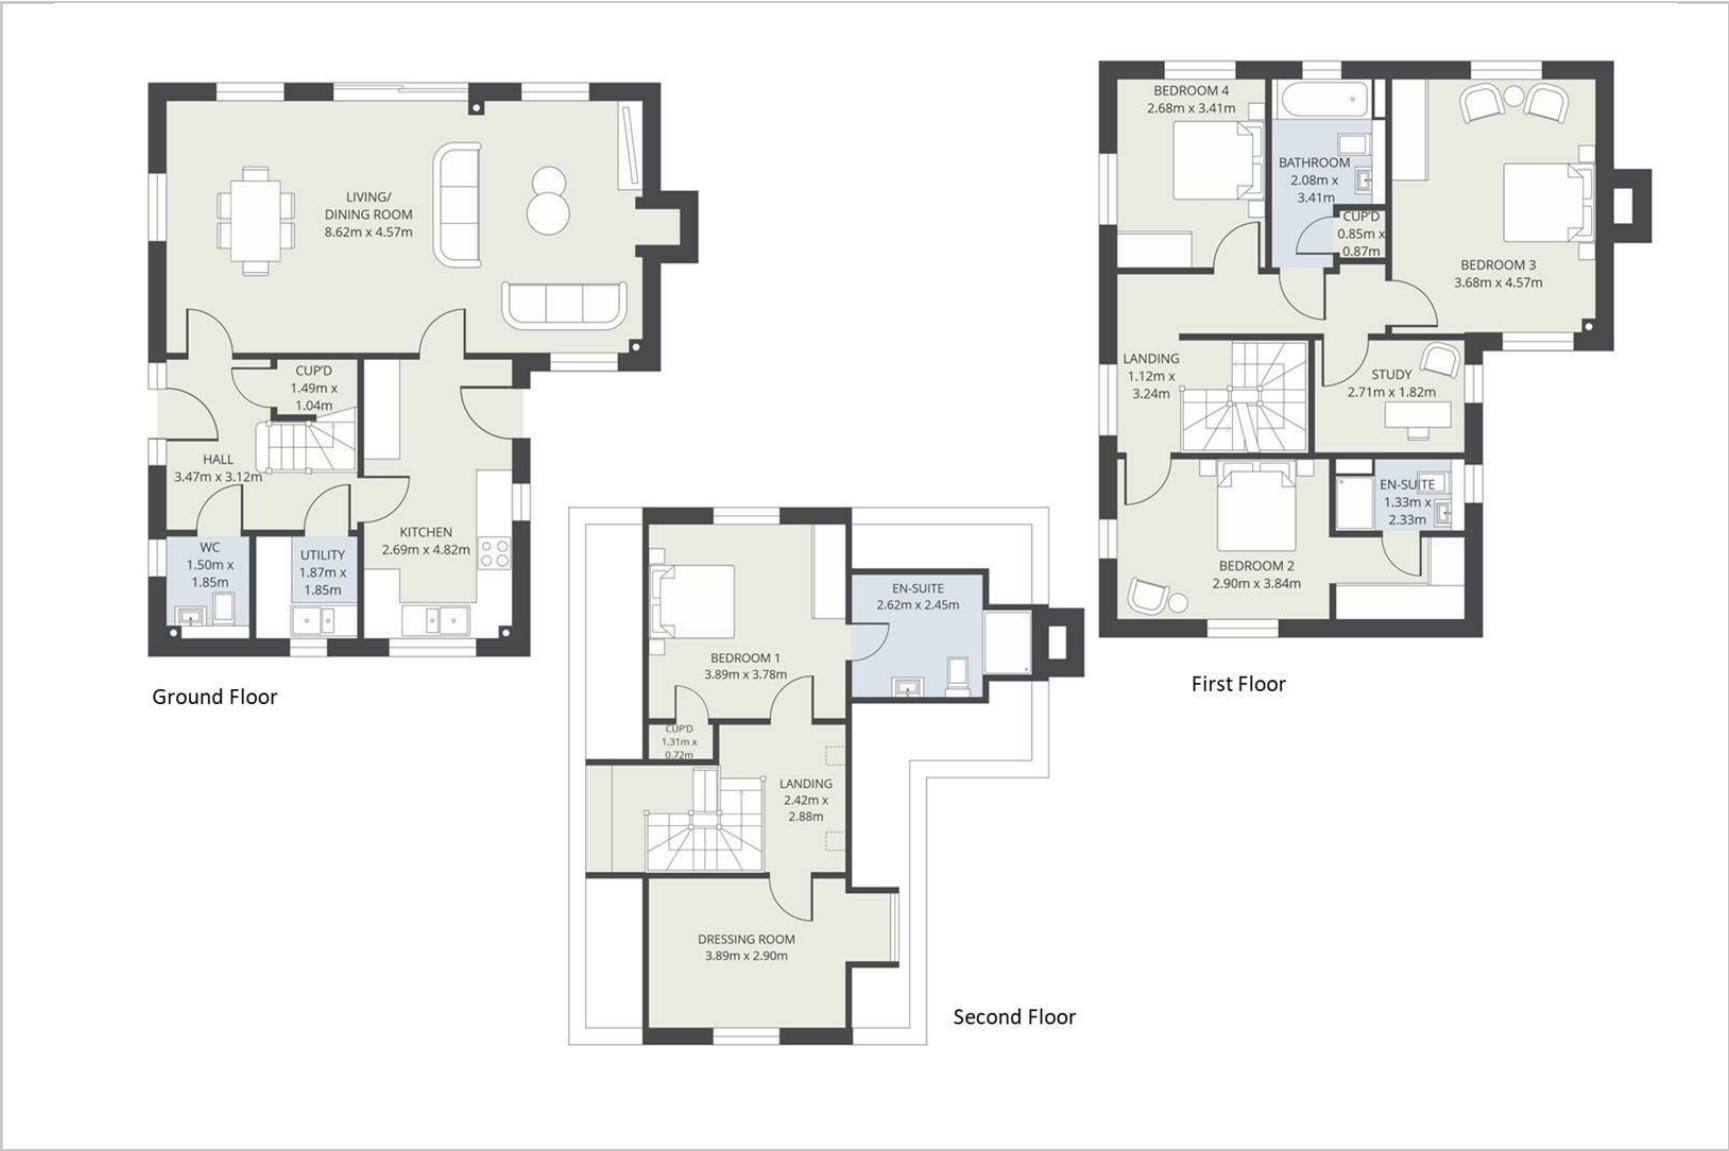 LIVING/
DINING ROOM
8.62m x 4.57m
CUP'D
1.49m x
1.04m
HALL
3.47m x 3.12m
KITCHEN
2.69m x 4.82m
WC
1.50m x
1.85m
UTILITY
1.87m x
1.85m
Ground Floor
BEDROOM 4
2.68m x 3.41m
BATHROOM
2.08m x
3.41m
CUP'D
0.85m x
0.87m
BEDROOM 3
3.68m x 4.57m
LANDING
1.12m x
3.24m
STUDY
2.71m x 1.82m
EN-SUITE
1.33m x
2.33m
BEDROOM 2
2.90m x 3.84m
First Floor
BEDROOM 1
3.89m x 3.78m
EN-SUITE
2.62m x 2.45m
CUP'D
1.31m x
0.72m
LANDING
2.42m x
2.88m
DRESSING ROOM
3.89m x 2.90m
Second Floor